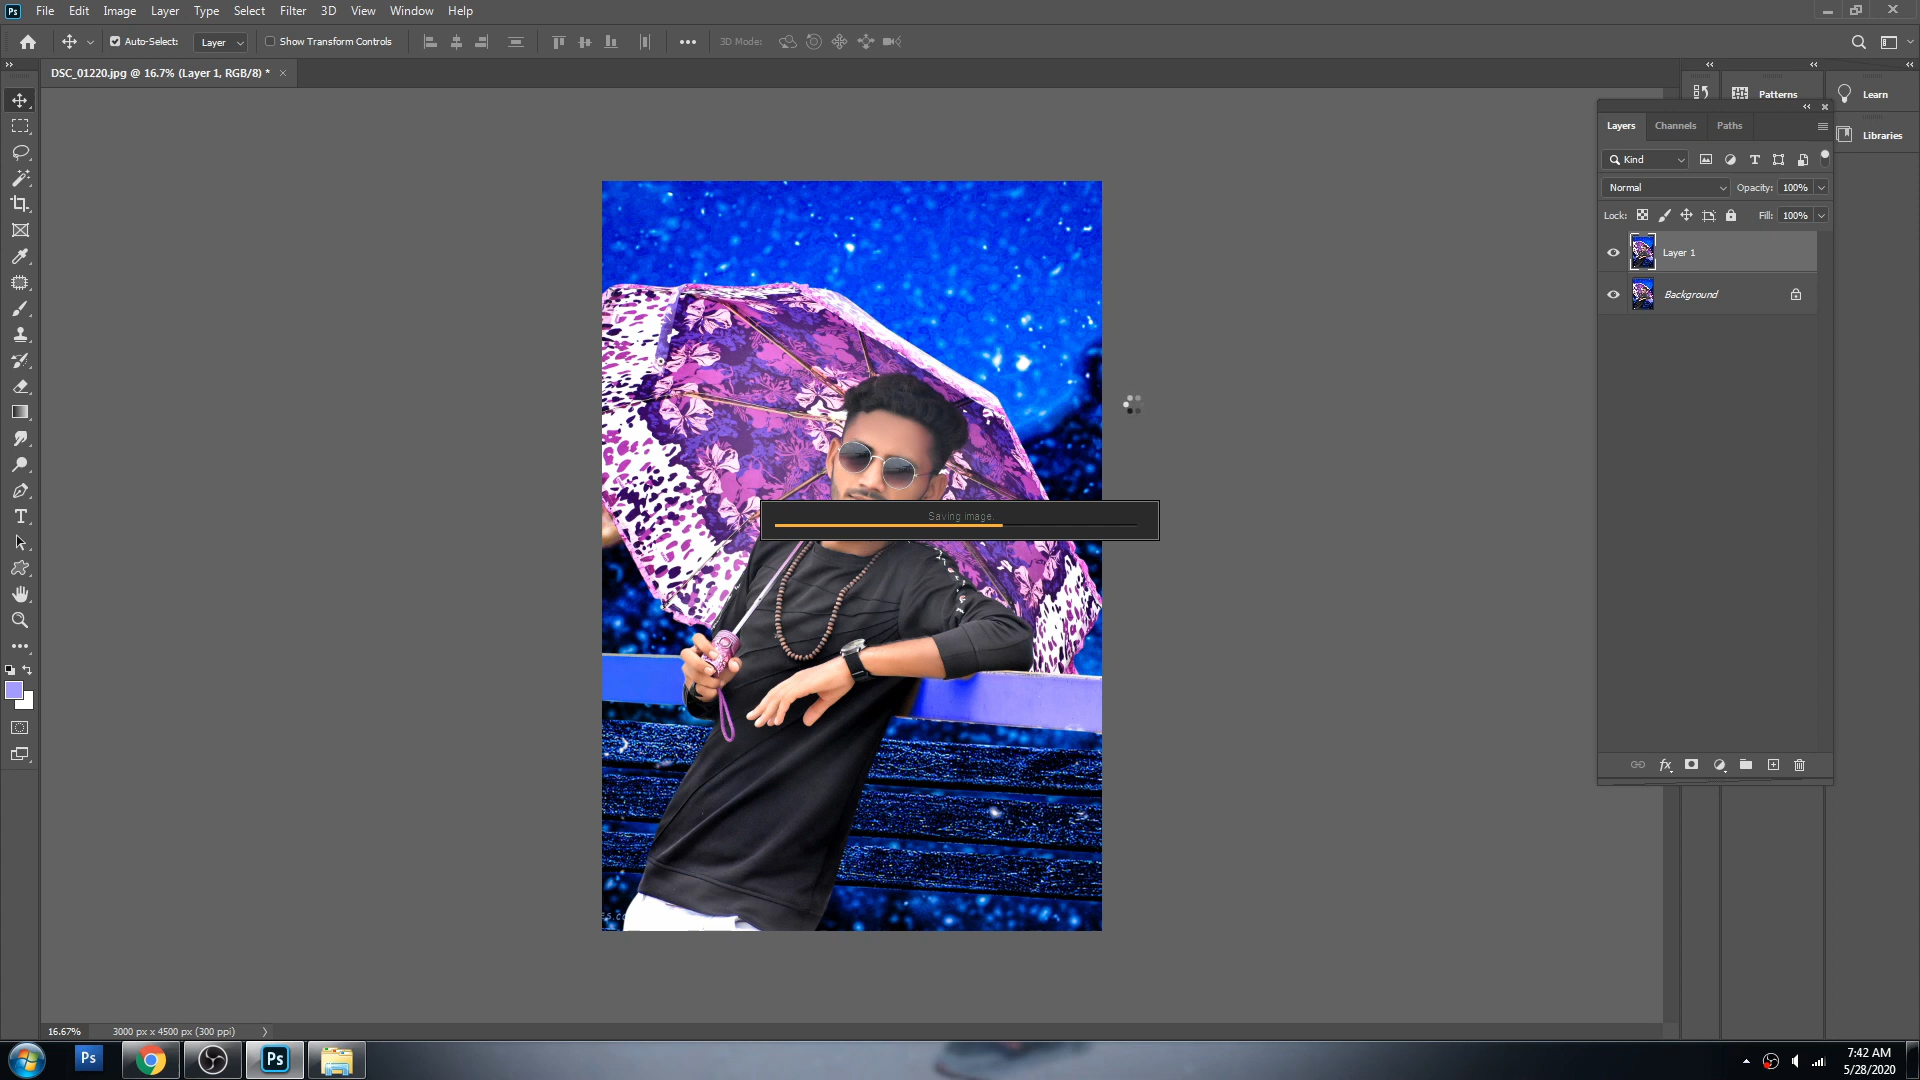 Ps File Edit Image Layer Type Select Filter 3D View Window Help
Auto-Select: Layer Show Transform Controls 3D Mode:
DSC_01220.jpg @ 16.7% (Layer 1, RGB/8) *
Patterns Learn
Layers Channels Paths
Libraries
Kind
Normal Opacity: 100%
Lock: Fill: 100%
Layer 1
Background
Saving image.
16.67% 3000 px x 4500 px (300 ppi)
Ps Ps
7:42 AM
5/28/2020